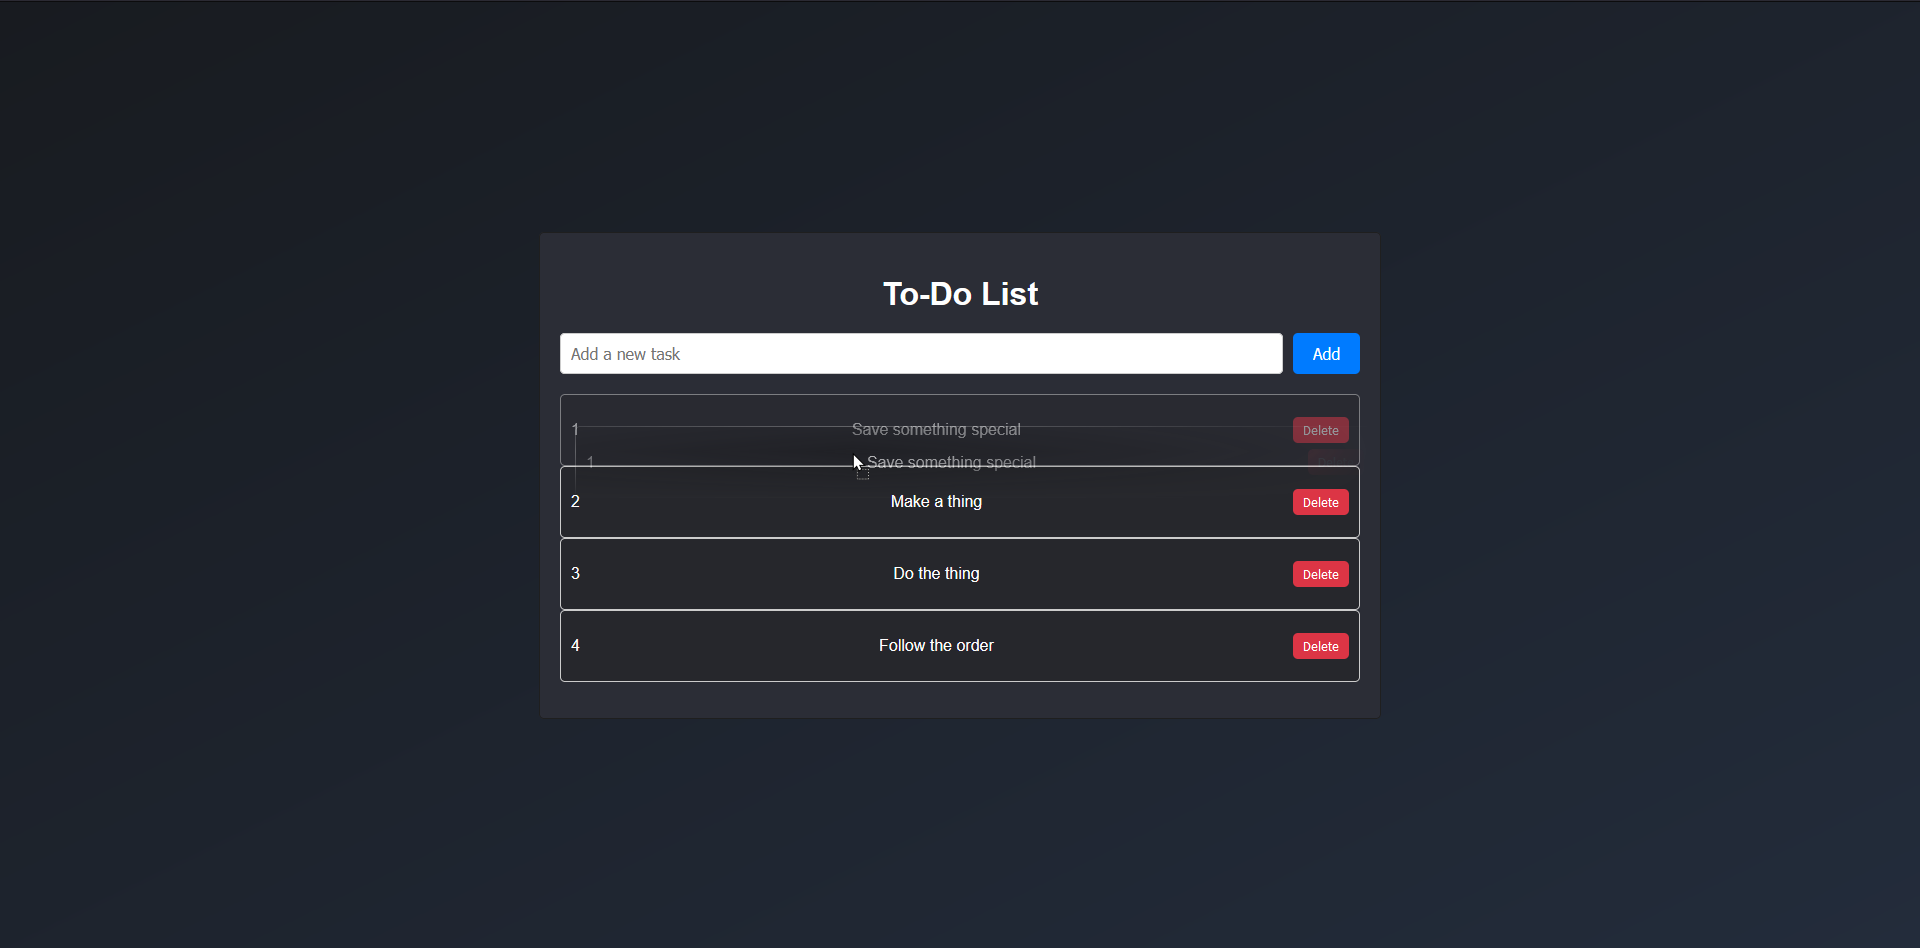 To-Do List
Add a new task Add
1 Save something special Delete
1 Save something special
2 Make a thing Delete
3 Do the thing Delete
4 Follow the order Delete